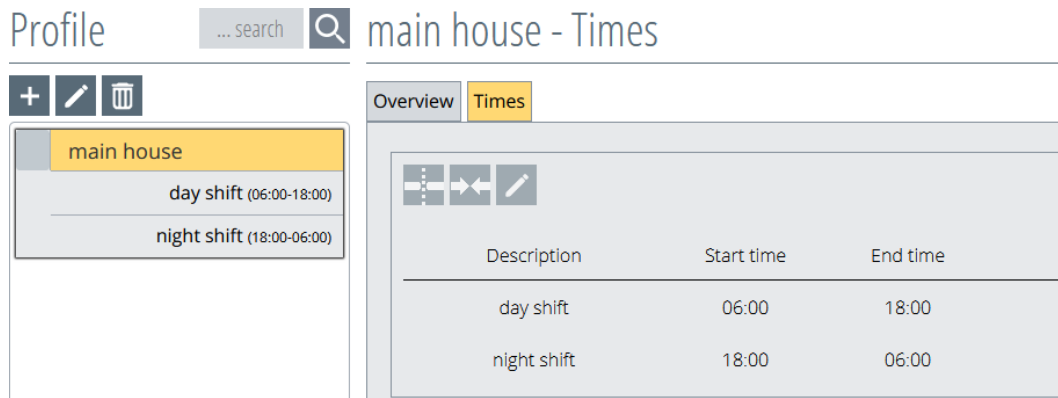 Profile
... search
main house
day shift (06:00-18:00)
night shift (18:00-06:00)
main house - Times
Overview Times
Description Start time End time
day shift 06:00 18:00
night shift 18:00 06:00